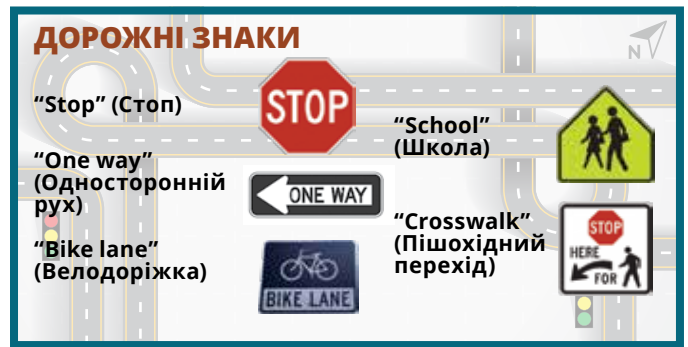 ДОРОЖНІ ЗНАКИ
N
“Stop” (Стоп)
STOP
“One way”
(Односторонній
рух)
ONE WAY
“Bike lane”
(Велодоріжка)
BIKE LANE
“School”
(Школа)
“Crosswalk”
(Пішохідний
перехід)
STOP
HERE
FOR